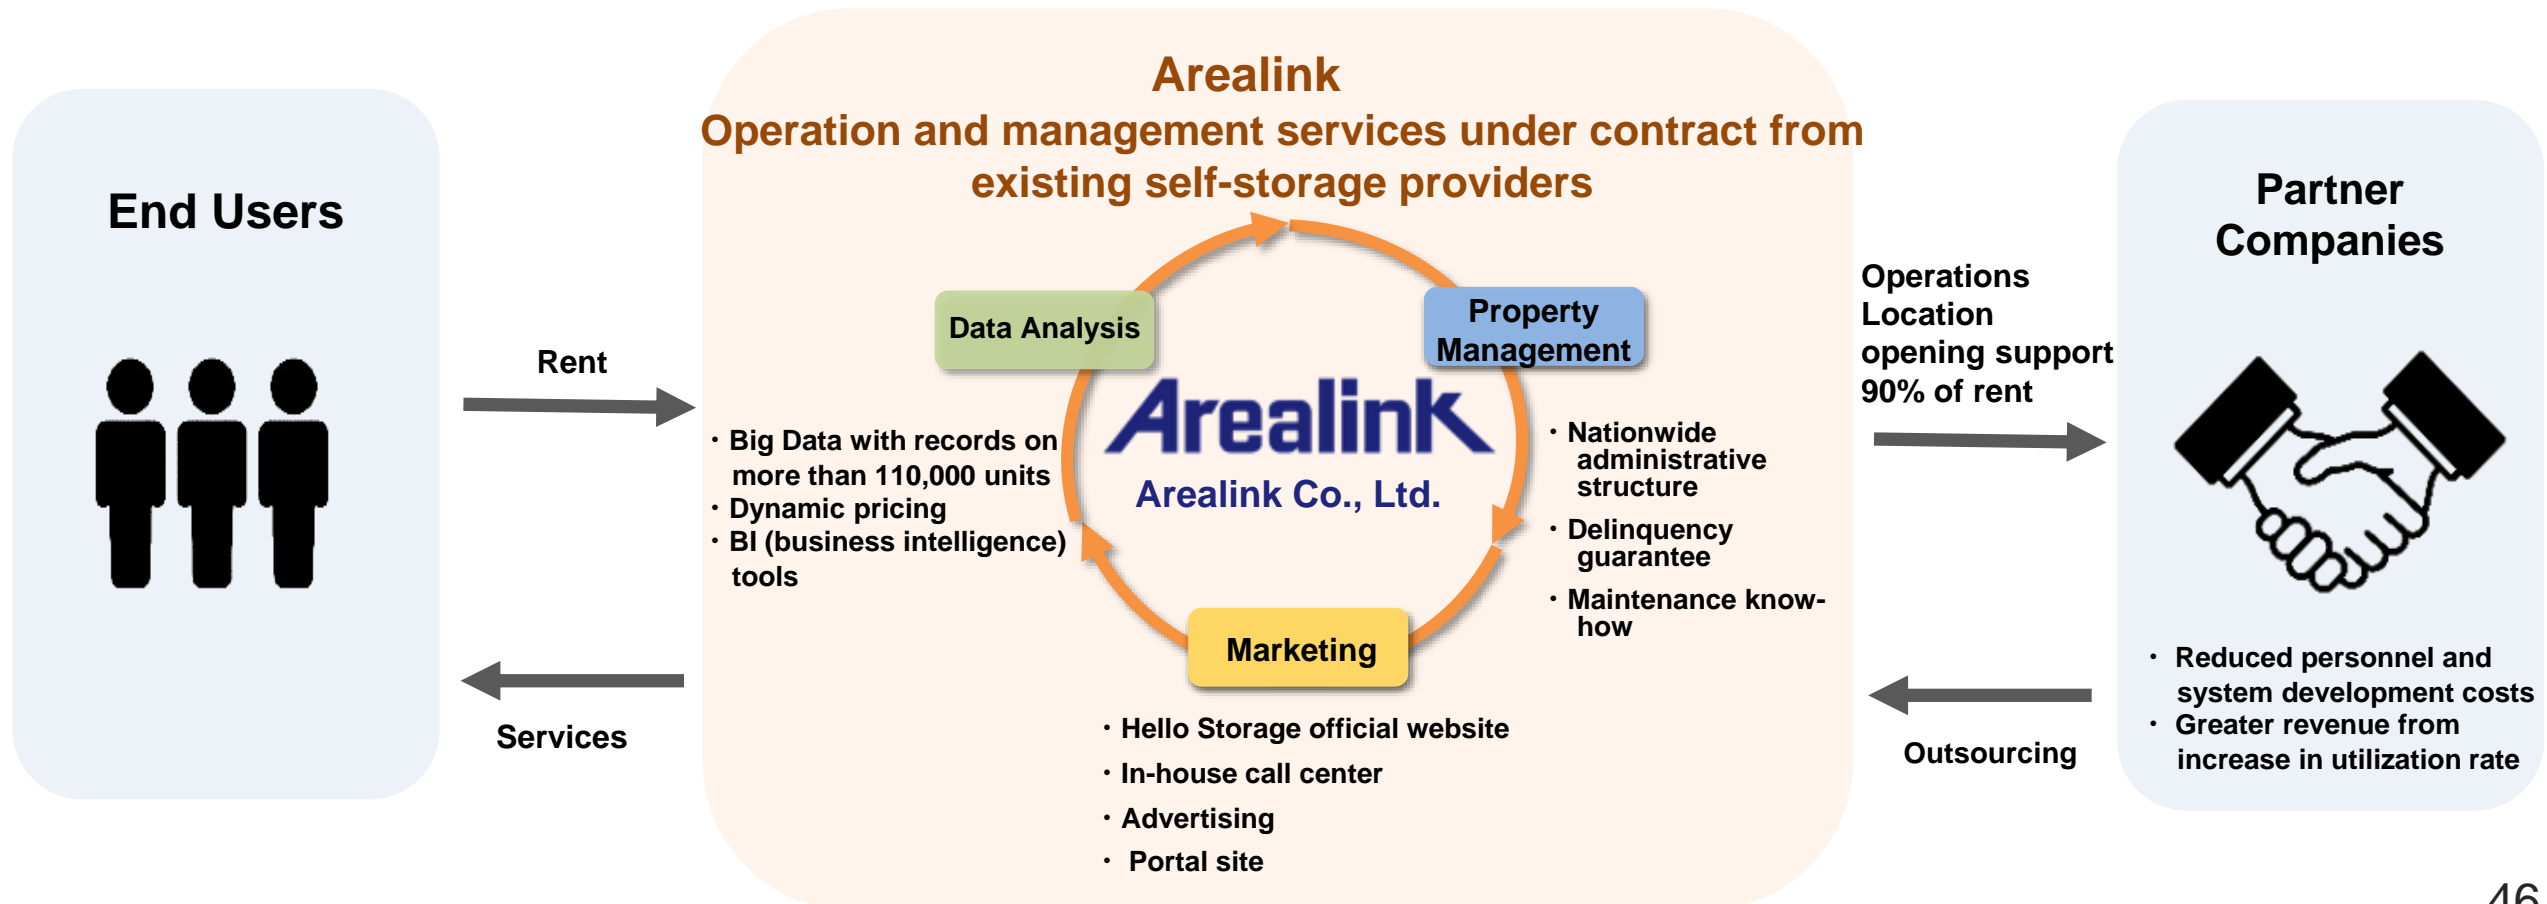 Arealink
Operation and management services under contract from
existing self-storage providers
End Users
Rent
Services
Data Analysis
・Big Data with records on
more than 110,000 units
・Dynamic pricing
・BI (business intelligence)
tools
Property
Management
・Nationwide
administrative
structure
・Delinquency
guarantee
・Maintenance know-
how
Arealink
Arealink Co., Ltd.
Marketing
・Hello Storage official website
・In-house call center
・Advertising
・ Portal site
Operations
Location
opening support
90% of rent
Outsourcing
Partner
Companies
・ Reduced personnel and
system development costs
・ Greater revenue from
increase in utilization rate
46